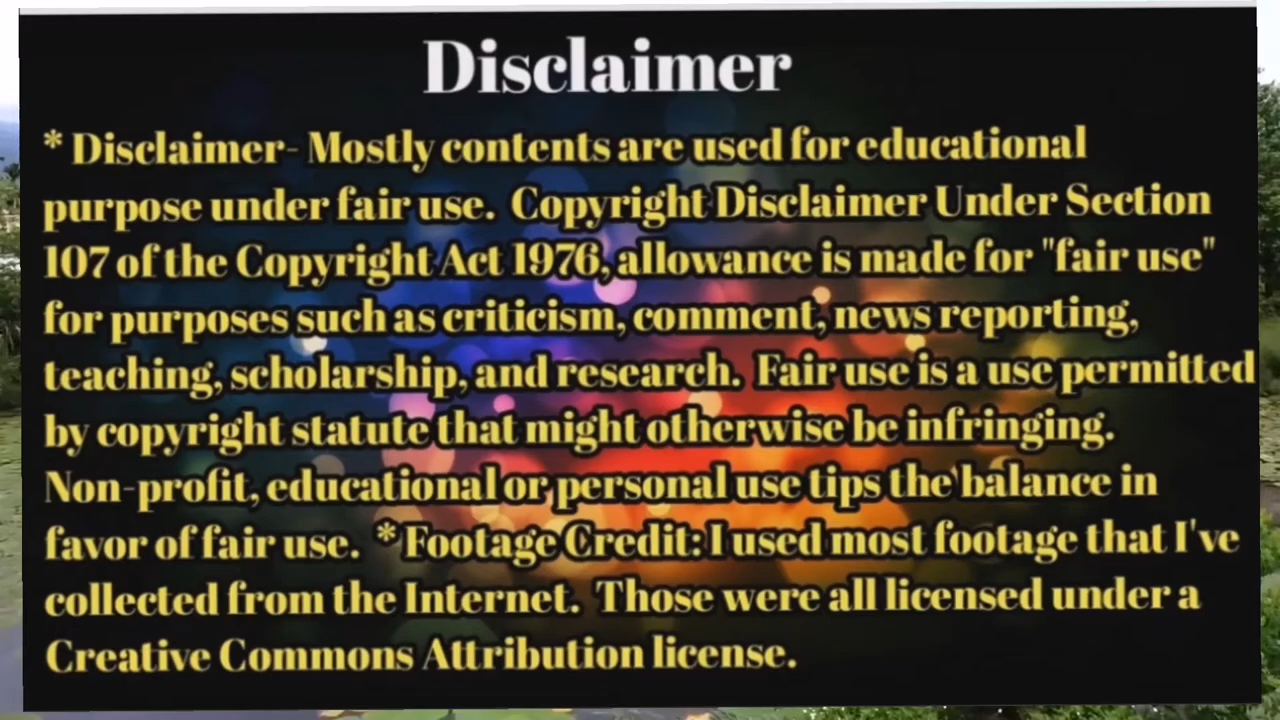 Disclaimer
* Disclaimer- Mostly contents are used for educational
purpose under fair use. Copyright Disclaimer Under Section
107 of the Copyright Act 1976, allowance is made for "fair use"
for purposes such as criticism, comment, news reporting,
teaching, scholarship, and research. Fair use is a use permitted
by copyright statute that might otherwise be infringing.
Non-profit, educational or personal use tips the balance in
favor of fair use. *Footage Credit: I used most footage that I've
collected from the Internet. Those were all licensed under a
Creative Commons Attribution license.